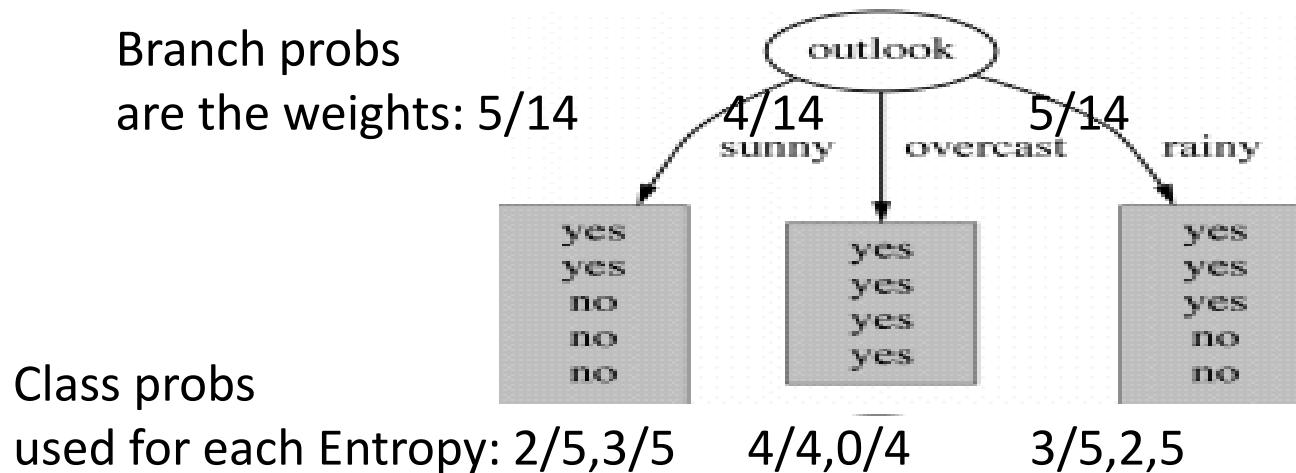 Branch probs
outlook
are the weights: 5/14 4/14 5/14
sunny overcast rainy
yes
yes
no
no
no
yes
yes
yes
yes
yes
yes
yes
no
no
Class probs
used for each Entropy: 2/5,3/5 4/4,0/4 3/5,2,5